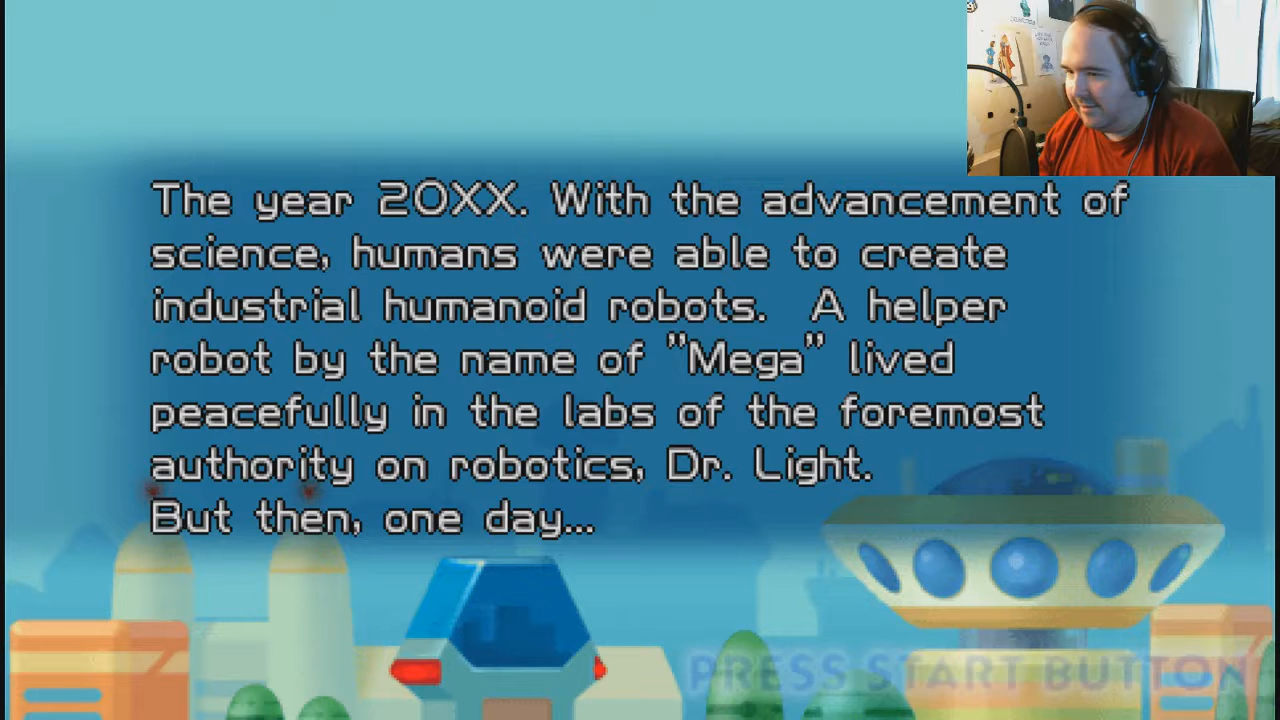 The year 20XX. With the advancement of
science, humans were able to create
industrial humanoid robots.  A helper
robot by the name of "Mega" lived
peacefully in the labs of the foremost
authority on robotics, Dr. Light.
But then, one day...
PRESS START BUTTON